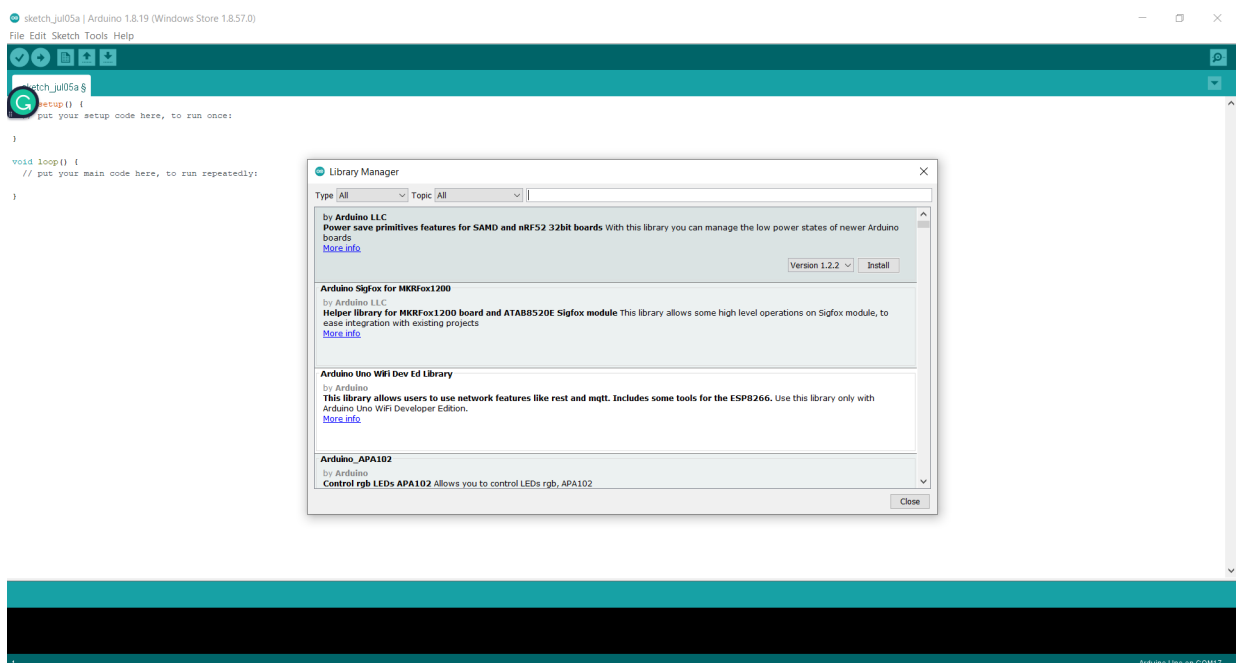 sketch_jul05a | Arduino 1.8.19 (Windows Store 1.8.57.0)
File Edit Sketch Tools Help
sketch_jul05a §
setup() {
put your setup code here, to run once:
}
void loop() {
// put your main code here, to run repeatedly:
}
Library Manager
Type All Topic All
by Arduino LLC
Power save primitives features for SAMD and nRF52 32bit boards With this library you can manage the low power states of newer Arduino
boards
More info
Version 1.2.2 Install
Arduino SigFox for MKRFox1200
by Arduino LLC
Helper library for MKRFox1200 board and ATAB8520E Sigfox module This library allows some high level operations on Sigfox module, to
ease integration with existing projects
More info
Arduino Uno WiFi Dev Ed Library
by Arduino
This library allows users to use network features like rest and mqtt. Includes some tools for the ESP8266. Use this library only with
Arduino Uno WiFi Developer Edition.
More info
Arduino_APA102
by Arduino
Control rgb LEDs APA102 Allows you to control LEDs rgb, APA102
Close
Arduino Uno on COM17